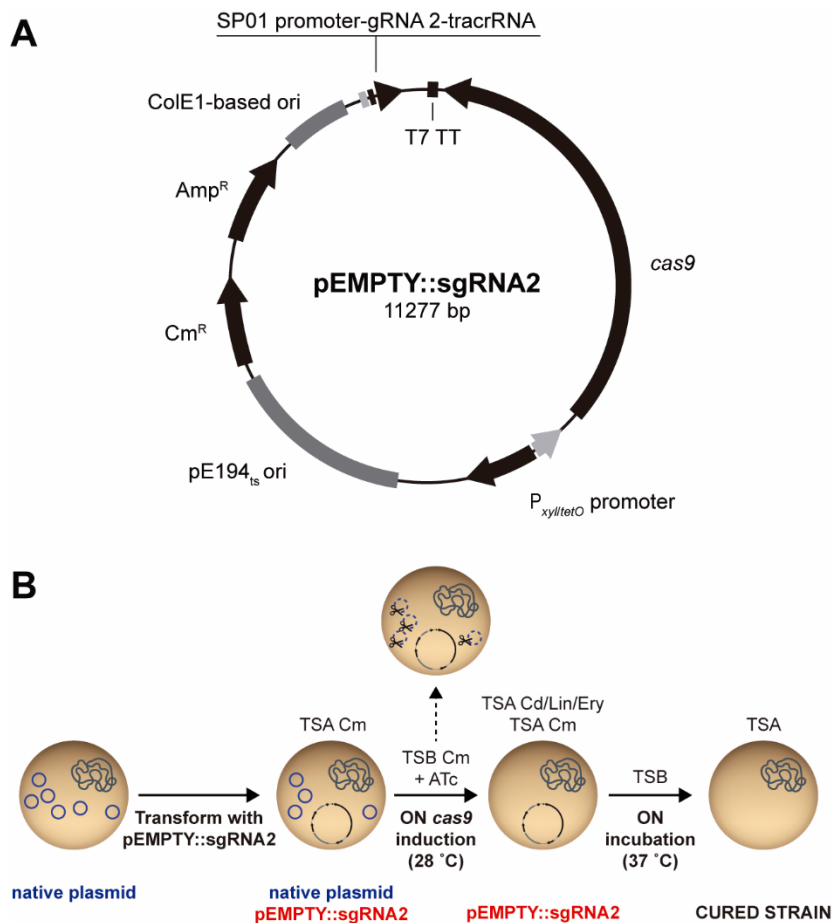 A
SP01 promoter-gRNA 2-tracrRNA
ColE1-based ori
T7 TT
Amp^R
cas9
pEMPTY::sgRNA2
11277 bp
Cm^R
pE194ts ori
Pxyl/tetO promoter
B
TSA Cm
TSB Cm
+ ATc
TSA Cd/Lin/Ery
TSA Cm
TSB
TSA
Transform with
pEMPTY::sgRNA2
ON cas9
induction
(28 ˚C)
ON
incubation
(37 ˚C)
native plasmid
native plasmid
pEMPTY::sgRNA2
pEMPTY::sgRNA2
CURED STRAIN